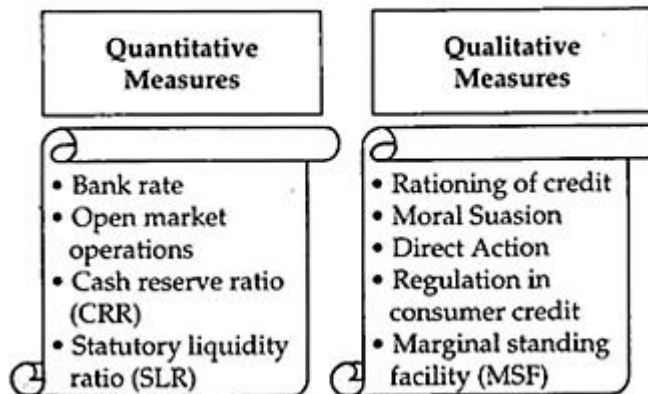 Quantitative
Measures
• Bank rate
• Open market
operations
• Cash reserve ratio
(CRR)
• Statutory liquidity
ratio (SLR)
Qualitative
Measures
• Rationing of credit
• Moral Suasion
• Direct Action
• Regulation in
consumer credit
• Marginal standing
facility (MSF)